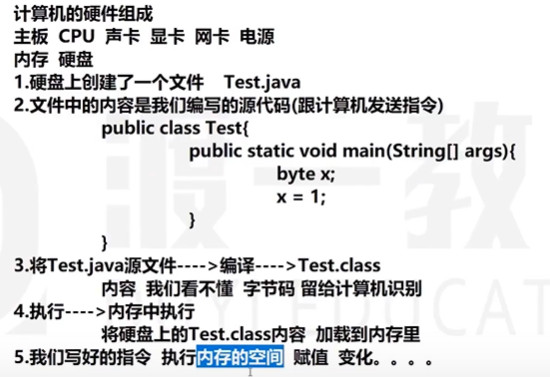 计算机的硬件组成
主板 CPU 声卡 显卡 网卡 电源
内存 硬盘
1.硬盘上创建了一个文件 Test.java
2.文件中的内容是我们编写的源代码(跟计算机发送指令)
public class Test{
public static void main(String[] args){
byte x;
x = 1;
}
}
3.将Test.java源文件---->编译---->Test.class
内容 我们看不懂 字节码 留给计算机识别
4.执行---->内存中执行
将硬盘上的Test.class内容 加载到内存里
5.我们写好的指令 执行内存的空间 赋值 变化。。。。
渡一教
YI EDUCAT